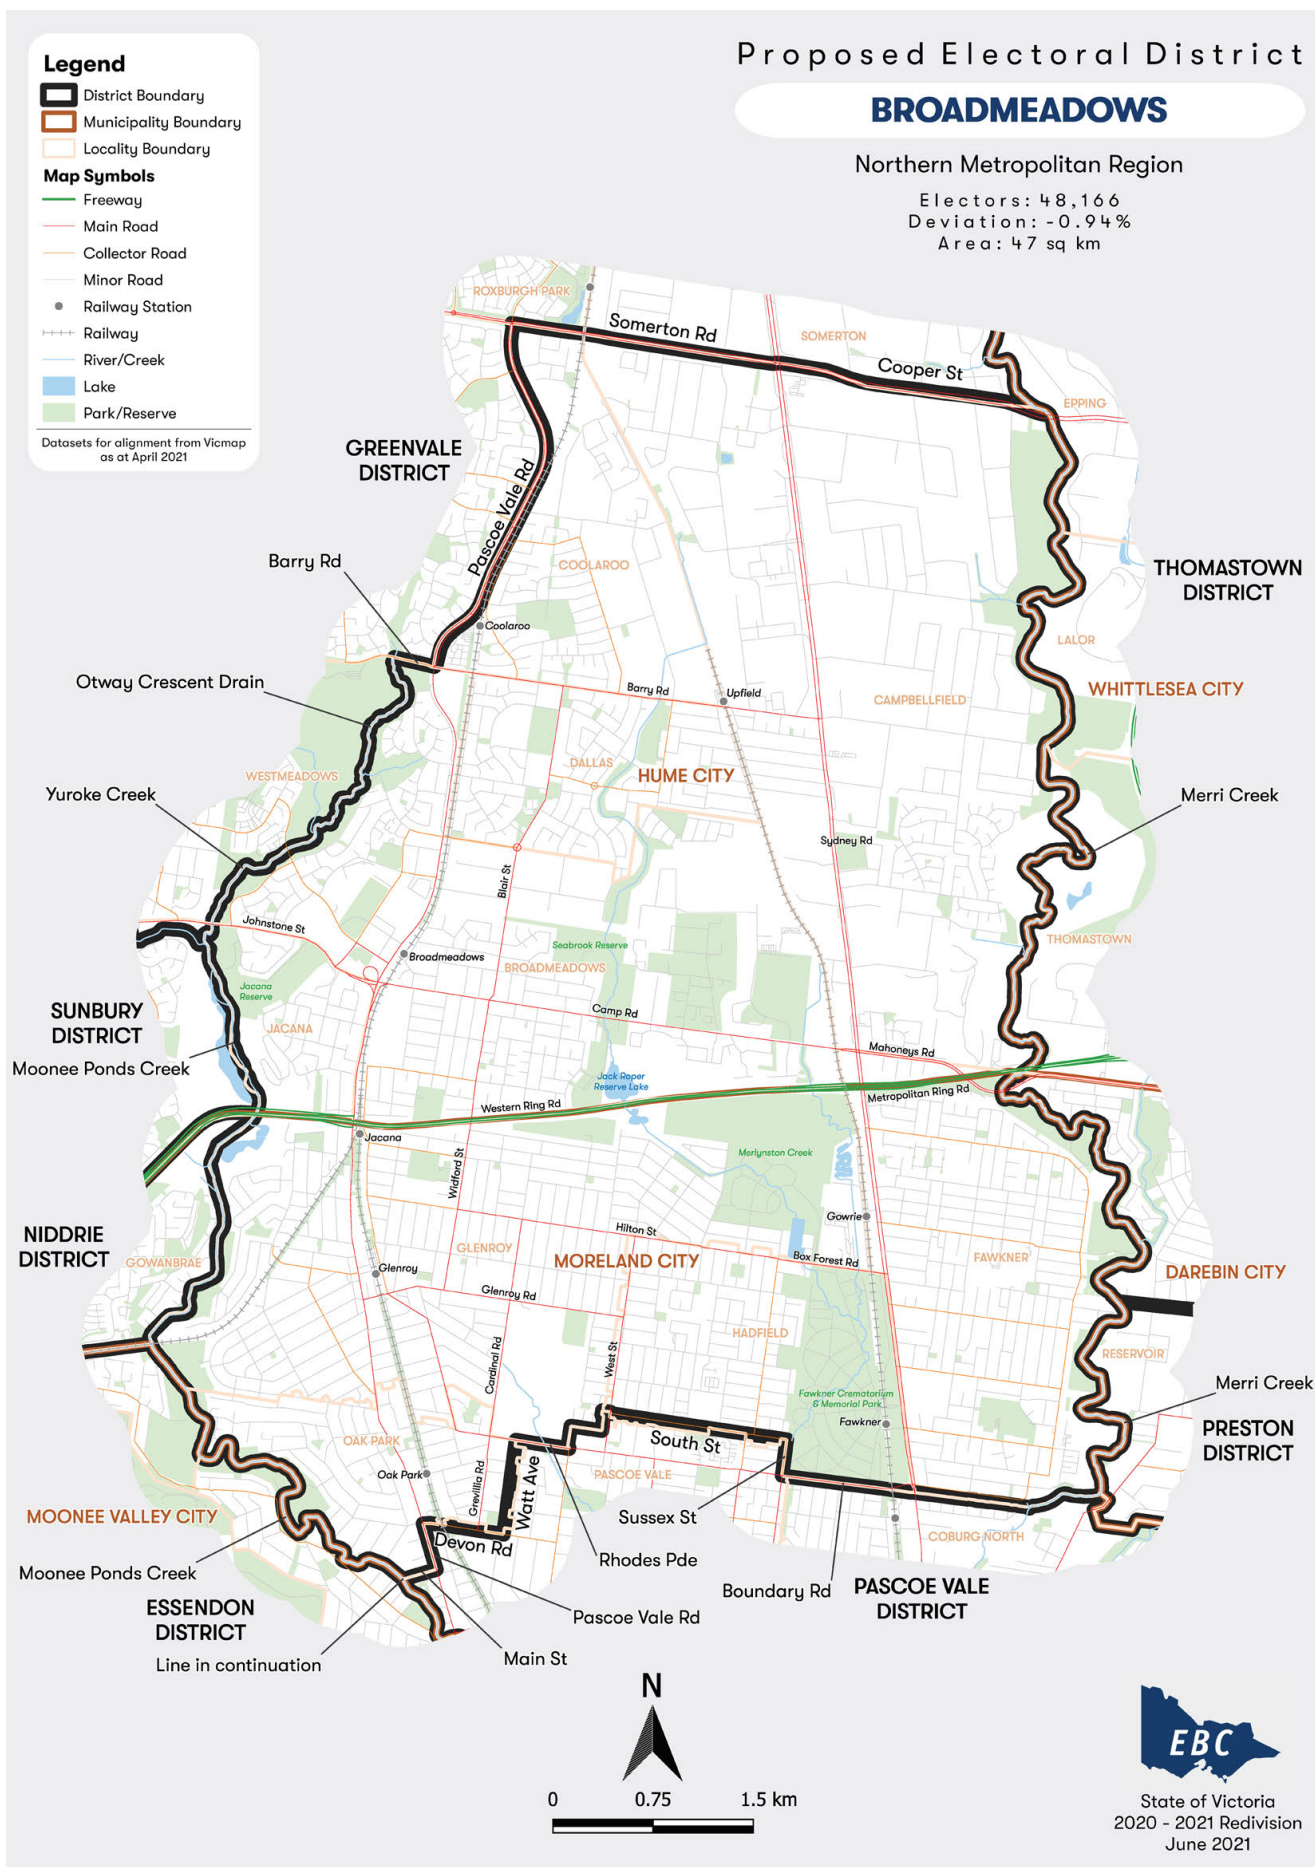 Legend
District Boundary
Municipality Boundary
Locality Boundary
Map Symbols
Freeway
Main Road
Collector Road
Minor Road
Railway Station
Railway
River/Creek
Lake
Park/Reserve
Datasets for alignment from Vicmap
as at April 2021
Proposed Electoral District
BROADMEADOWS
Northern Metropolitan Region
Electors: 48,166
Deviation: -0.94%
Area: 47 sq km
ROXBURGH PARK
Somerton Rd
SOMERTON
Cooper St
EPPING
GREENVALE
DISTRICT
Pascoe Vale Rd
Barry Rd
COOLAROO
THOMASTOWN
DISTRICT
Coolaroo
LALOR
Otway Crescent Drain
Barry Rd
Upfield
CAMPBELLFIELD
WHITTLESEA CITY
WESTMEADOWS
DALLAS
HUME CITY
Yuroke Creek
Merri Creek
Sydney Rd
Blair St
Johnstone St
Seabrook Reserve
THOMASTOWN
Broadmeadows
BROADMEADOWS
Jacana
Reserve
SUNBURY
DISTRICT
JACANA
Camp Rd
Moonee Ponds Creek
Mahoneys Rd
Jack Roper
Reserve Lake
Western Ring Rd
Metropolitan Ring Rd
Jacana
Merlynston Creek
Widford St
Gowrie
NIDDRIE
DISTRICT
GOWANBRAE
Hilton St
GLENROY
MORELAND CITY
Box Forest Rd
FAWKNER
Glenroy
DAREBIN CITY
Glenroy Rd
HADFIELD
Cardinal Rd
West St
RESERVOIR
Merri Creek
Fawkner Crematorium
& Memorial Park
Fawkner
OAK PARK
South St
PRESTON
DISTRICT
Oak Park
Grevillia Rd
Watt Ave
PASCOE VALE
MOONEE VALLEY CITY
Sussex St
Devon Rd
COBURG NORTH
Rhodes Pde
Moonee Ponds Creek
Boundary Rd
PASCOE VALE
DISTRICT
ESSENDON
DISTRICT
Pascoe Vale Rd
Line in continuation
Main St
N
0 0.75 1.5 km
EBC
State of Victoria
2020 - 2021 Redivision
June 2021